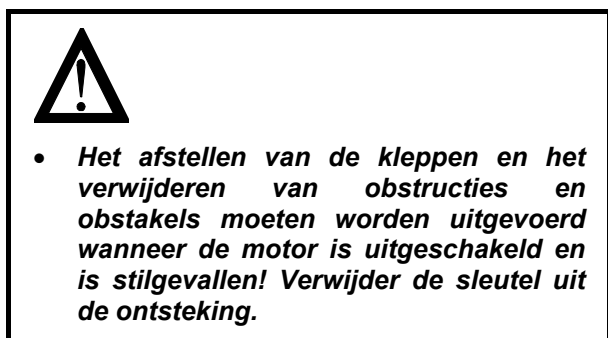 • Het afstellen van de kleppen en het
verwijderen van obstructies en
obstakels moeten worden uitgevoerd
wanneer de motor is uitgeschakeld en
is stilgevallen! Verwijder de sleutel uit
de ontsteking.